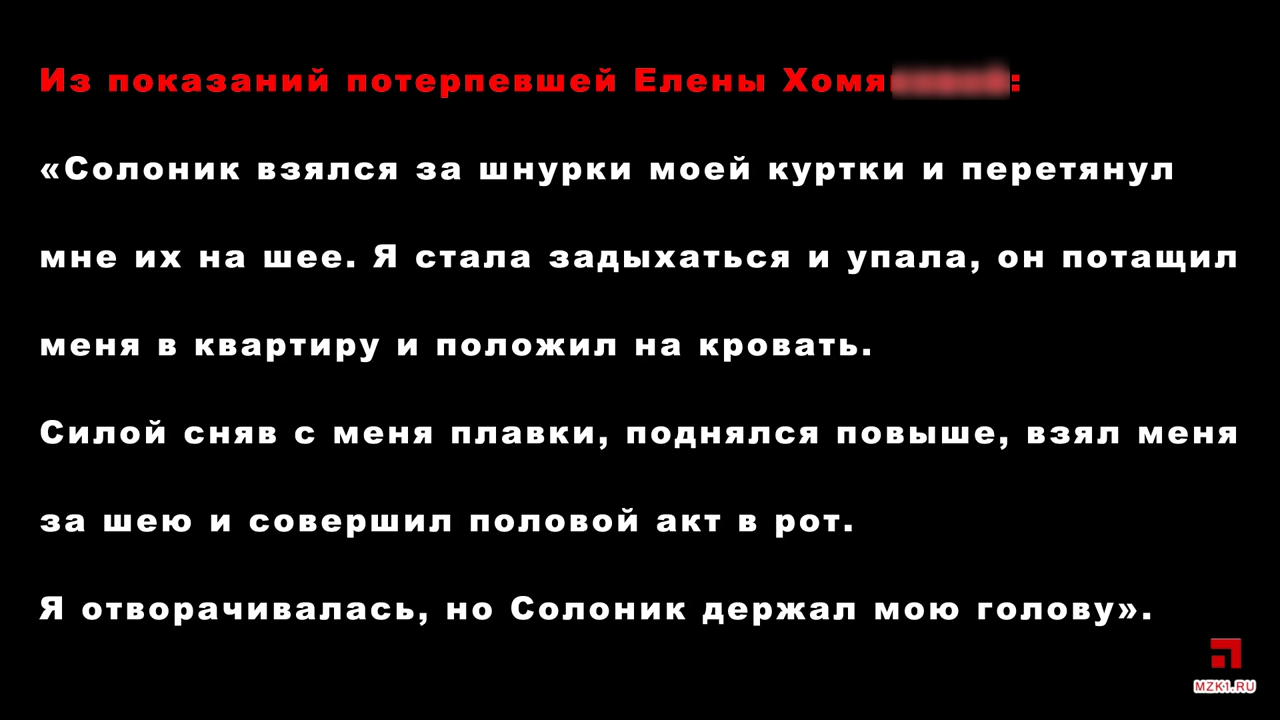 Из показаний потерпевшей Елены Хомя
«Солоник взялся за шнурки моей куртки и перетянул
мне их на шее. Я стала задыхаться и упала, он потащил
меня в квартиру и положил на кровать.
Силой сняв с меня плавки, поднялся повыше, взял меня
за шею и совершил половой акт в рот.
Я отворачивалась, но Солоник держал мою голову».
MZK1.RU